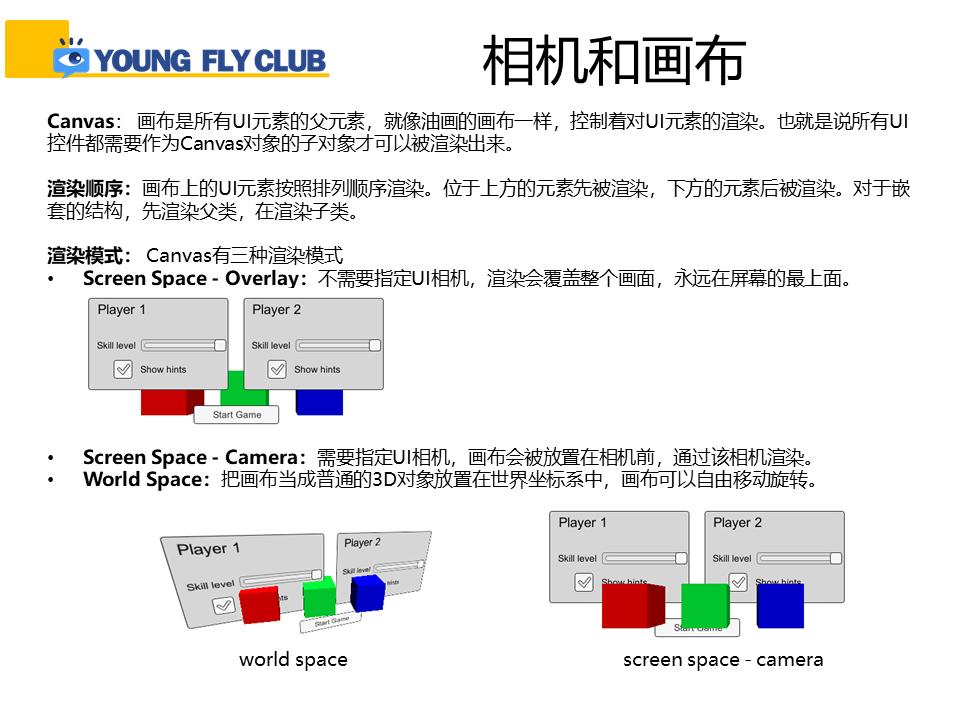 YOUNG FLY CLUB
相机和画布
Canvas： 画布是所有UI元素的父元素，就像油画的画布一样，控制着对UI元素的渲染。也就是说所有UI
控件都需要作为Canvas对象的子对象才可以被渲染出来。
渲染顺序：画布上的UI元素按照排列顺序渲染。位于上方的元素先被渲染，下方的元素后被渲染。对于嵌
套的结构，先渲染父类，在渲染子类。
渲染模式： Canvas有三种渲染模式
• Screen Space - Overlay：不需要指定UI相机，渲染会覆盖整个画面，永远在屏幕的最上面。
Player 1 Player 2
Skill level Skill level
Show hints Show hints
Start Game
• Screen Space - Camera：需要指定UI相机，画布会被放置在相机前，通过该相机渲染。
• World Space：把画布当成普通的3D对象放置在世界坐标系中，画布可以自由移动旋转。
Player 1 Player 2
Skill level Skill level
Start Game
world space
Player 1 Player 2
Skill level Skill level
Show hints Show hints
Start Game
screen space - camera